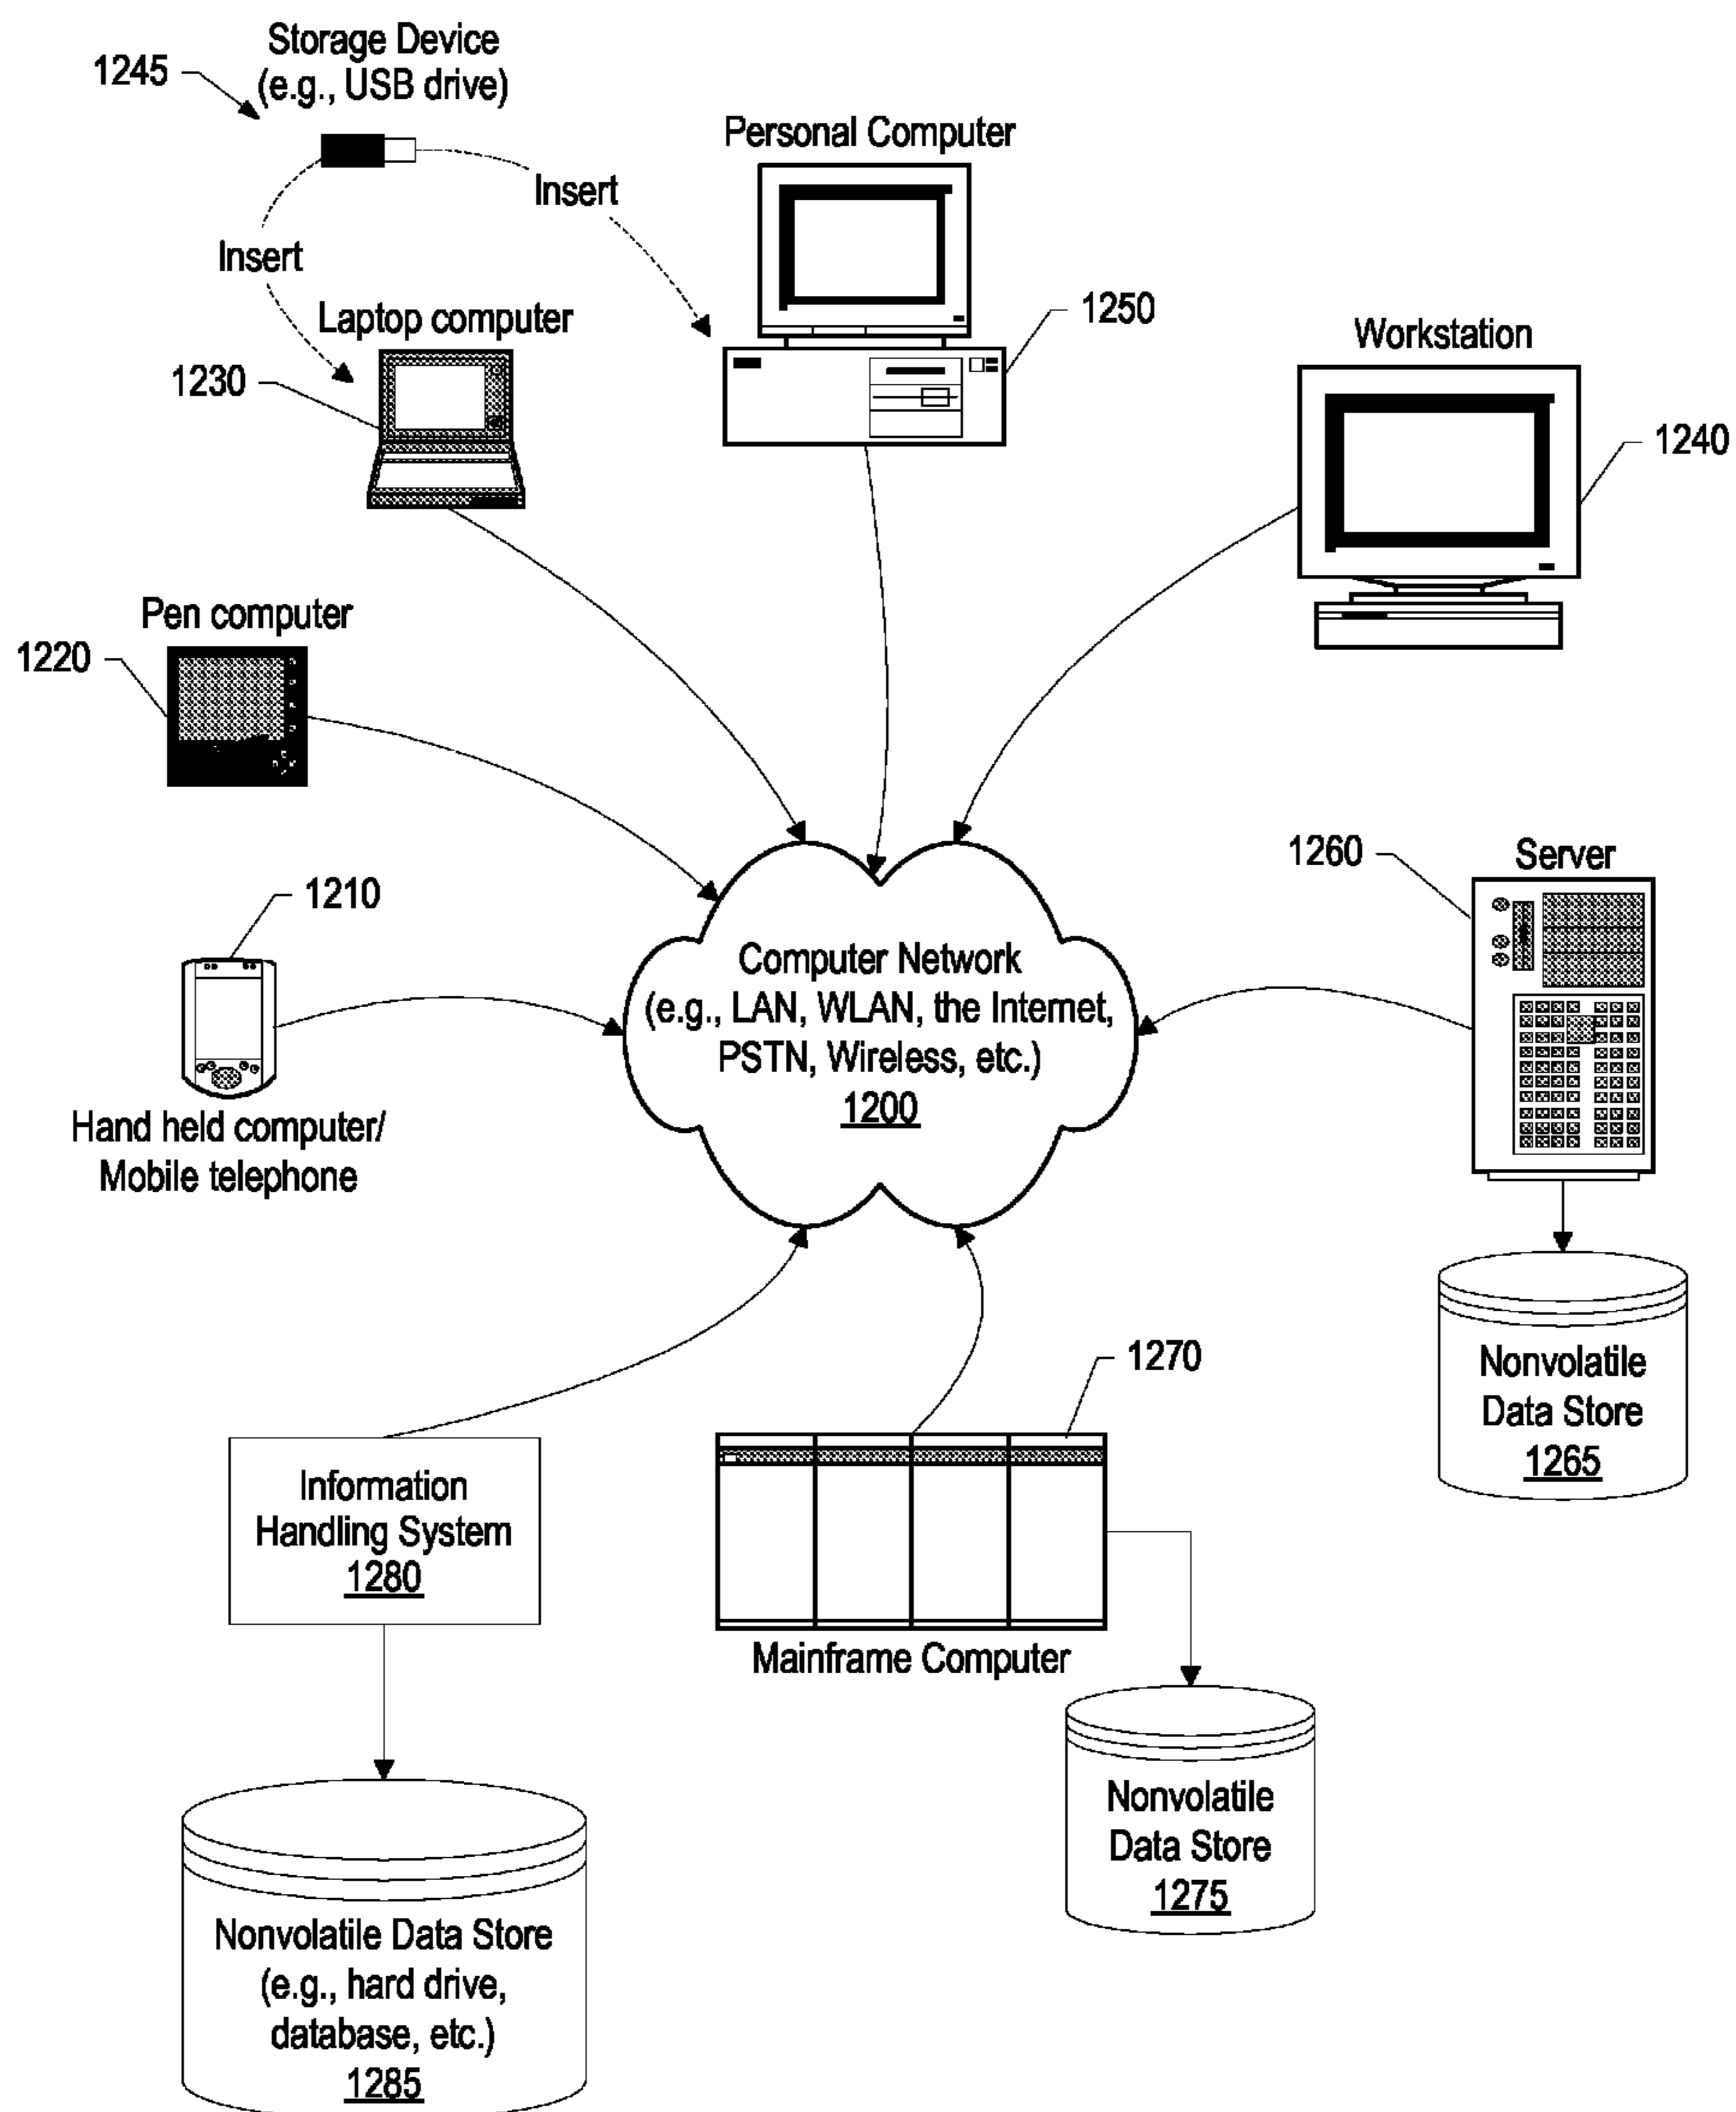 Storage Device
(e.g., USB drive)
1245
Insert
Insert
Personal Computer
1250
Laptop computer
1230
Workstation
1240
Pen computer
1220
1210
Hand held computer/
Mobile telephone
Computer Network
(e.g., LAN, WLAN, the Internet,
PSTN, Wireless, etc.)
1200
1260
Server
Nonvolatile
Data Store
1265
Information
Handling System
1280
1270
Mainframe Computer
Nonvolatile
Data Store
1275
Nonvolatile Data Store
(e.g., hard drive,
database, etc.)
1285